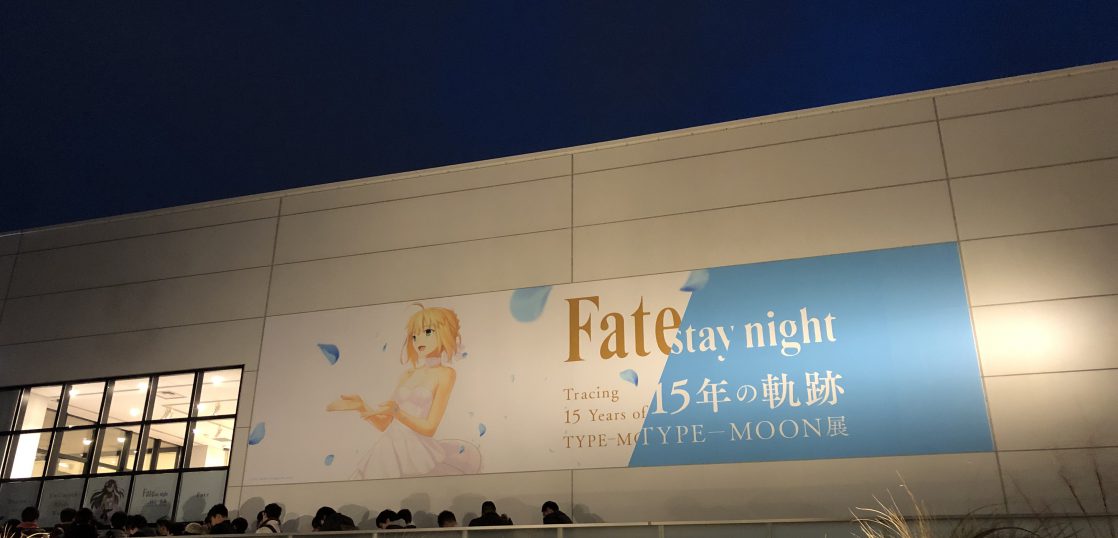 Fate
stay night
Tracing
15 Years of
TYPE-MO
15年の軌跡
TYPE-MOON展
Fate